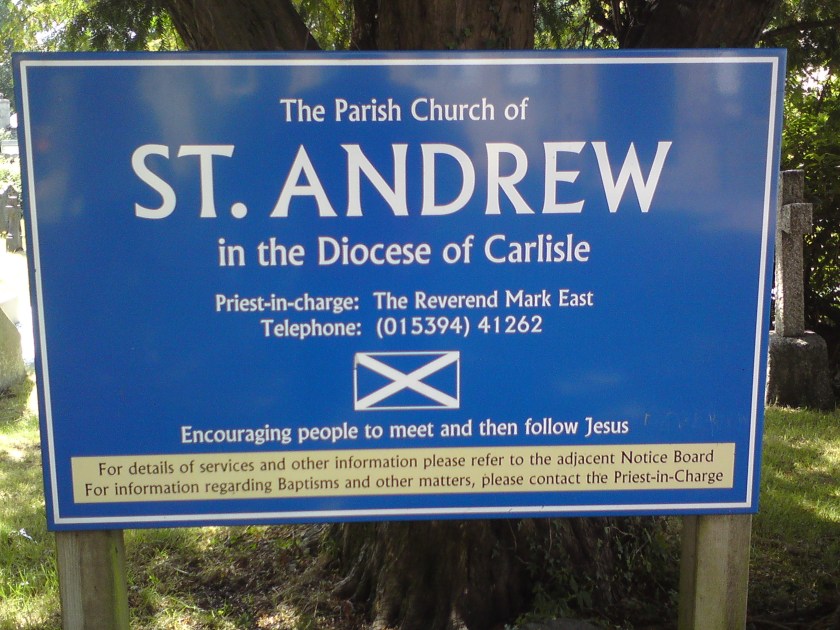 The Parish Church of
ST. ANDREW
in the Diocese of Carlisle
Priest-in-charge: The Reverend Mark East
Telephone: (015394) 41262
Encouraging people to meet and then follow Jesus
For details of services and other information please refer to the adjacent Notice Board
For information regarding Baptisms and other matters, please contact the Priest-in-Charge